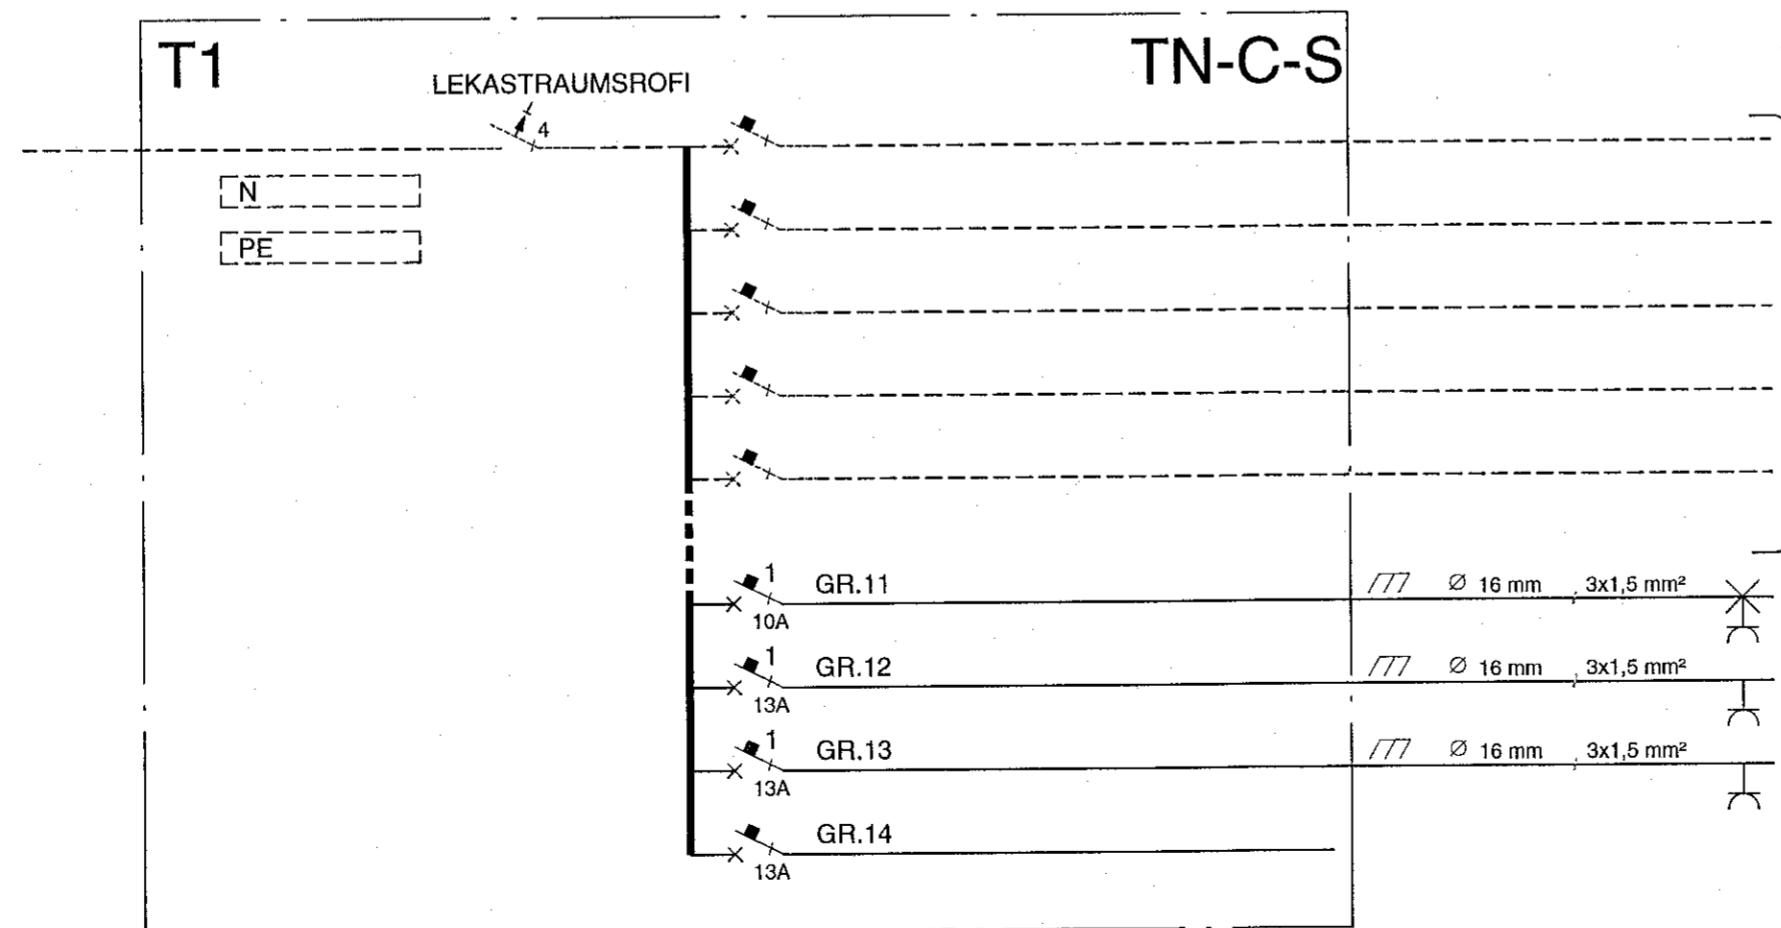 T1
TN-C-S
LEKASTRAUMSROFI
4
N
PE
1
GR.11
Ø 16 mm , 3x1,5 mm²
10A
1
GR.12
Ø 16 mm , 3x1,5 mm²
13A
1
GR.13
Ø 16 mm , 3x1,5 mm²
13A
GR.14
13A